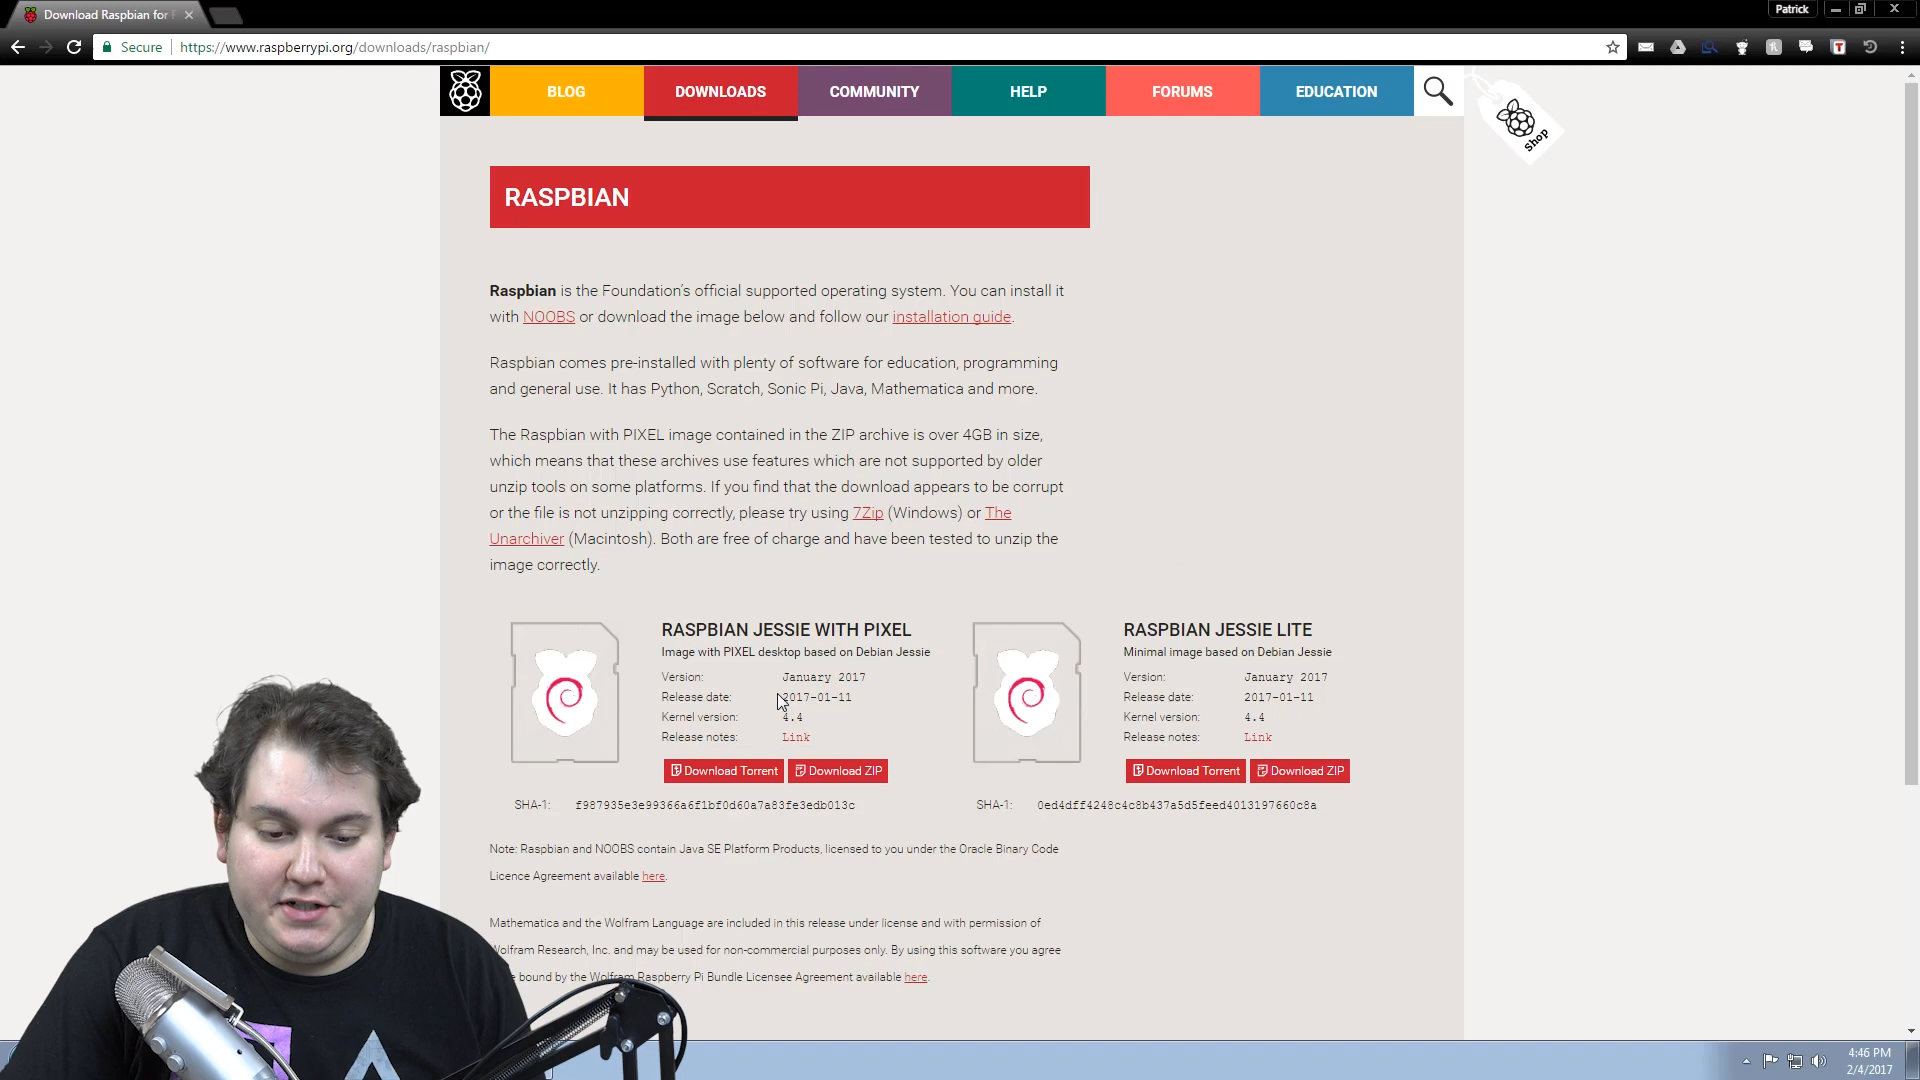 Download Raspbian for
Patrick
Secure
https://www.raspberrypi.org/downloads/raspbian/
BLOG
DOWNLOADS
COMMUNITY
HELP
FORUMS
EDUCATION
Shop
RASPBIAN
Raspbian is the Foundation's official supported operating system. You can install it
with NOOBS or download the image below and follow our installation guide.
Raspbian comes pre-installed with plenty of software for education, programming
and general use. It has Python, Scratch, Sonic Pi, Java, Mathematica and more.
The Raspbian with PIXEL image contained in the ZIP archive is over 4GB in size,
which means that these archives use features which are not supported by older
unzip tools on some platforms. If you find that the download appears to be corrupt
or the file is not unzipping correctly, please try using 7Zip (Windows) or The
Unarchiver (Macintosh). Both are free of charge and have been tested to unzip the
image correctly.
RASPBIAN JESSIE WITH PIXEL
Image with PIXEL desktop based on Debian Jessie
Version: January 2017
Release date: 2017-01-11
Kernel version: 4.4
Release notes: Link
Download Torrent
Download ZIP
SHA-1: f987935e3e99366a6f1bf0d60a7a83fe3edb013c
RASPBIAN JESSIE LITE
Minimal image based on Debian Jessie
Version: January 2017
Release date: 2017-01-11
Kernel version: 4.4
Release notes: Link
Download Torrent
Download ZIP
SHA-1: 0ed4dff4248c4c8b437a5d5feed4013197660c8a
Note: Raspbian and NOOBS contain Java SE Platform Products, licensed to you under the Oracle Binary Code
Licence Agreement available here.
Mathematica and the Wolfram Language are included in this release under license and with permission of
Wolfram Research, Inc. and may be used for non-commercial purposes only. By using this software you agree
bound by the Wolfram Raspberry Pi Bundle Licensee Agreement available here.
4:46 PM
2/4/2017